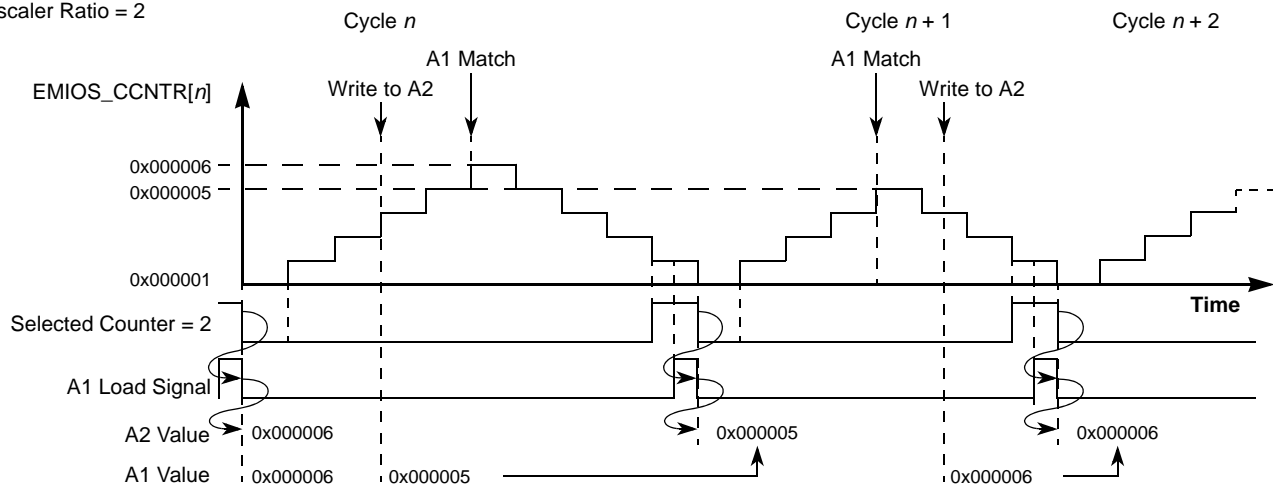 scaler Ratio = 2
Cycle n
Cycle n + 1
Cycle n + 2
A1 Match
A1 Match
EMIOS_CCNTR[n]
Write to A2
Write to A2
0x000006
0x000005
0x000001
Time
Selected Counter = 2
A1 Load Signal
A2 Value
0x000006
0x000005
0x000006
A1 Value
0x000006
0x000005
0x000006